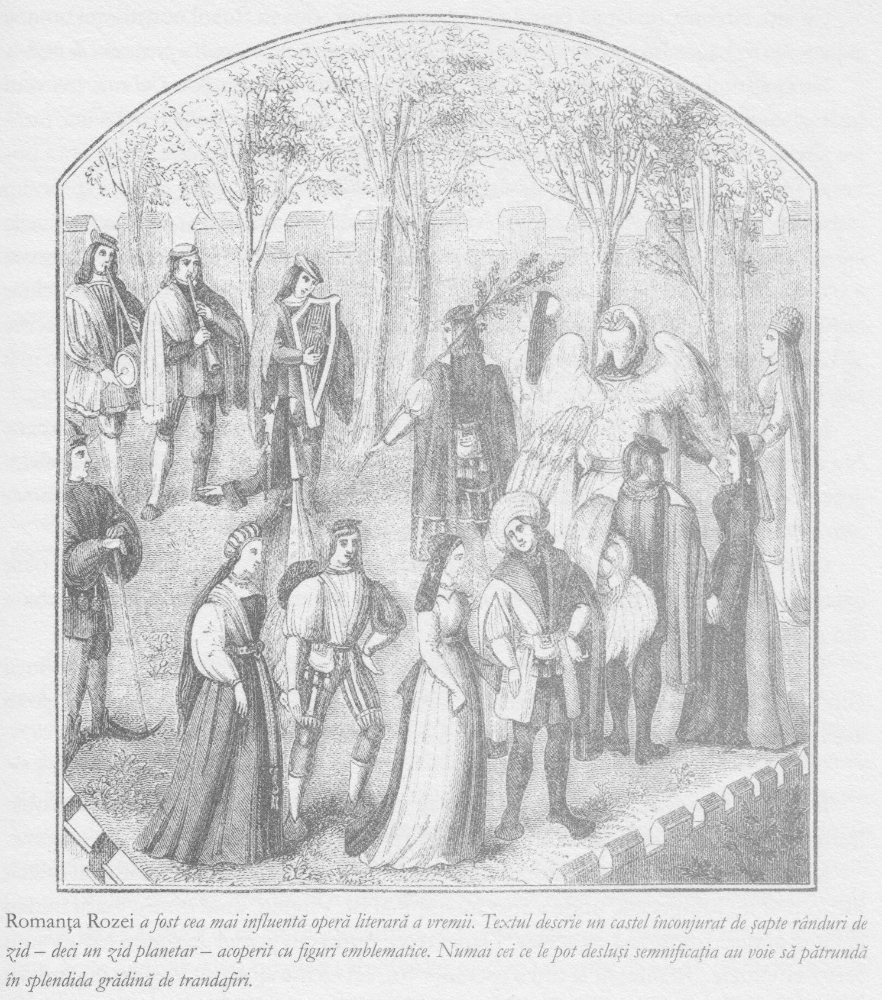 Romanța Rozei a fost cea mai influentă operă literară a vremii. Textul descrie un castel înconjurat de șapte rânduri de
zid – deci un zid planetar – acoperit cu figuri emblematice. Numai cei ce le pot desluși semnificația au voie să pătrundă
în splendida grădină de trandafiri.